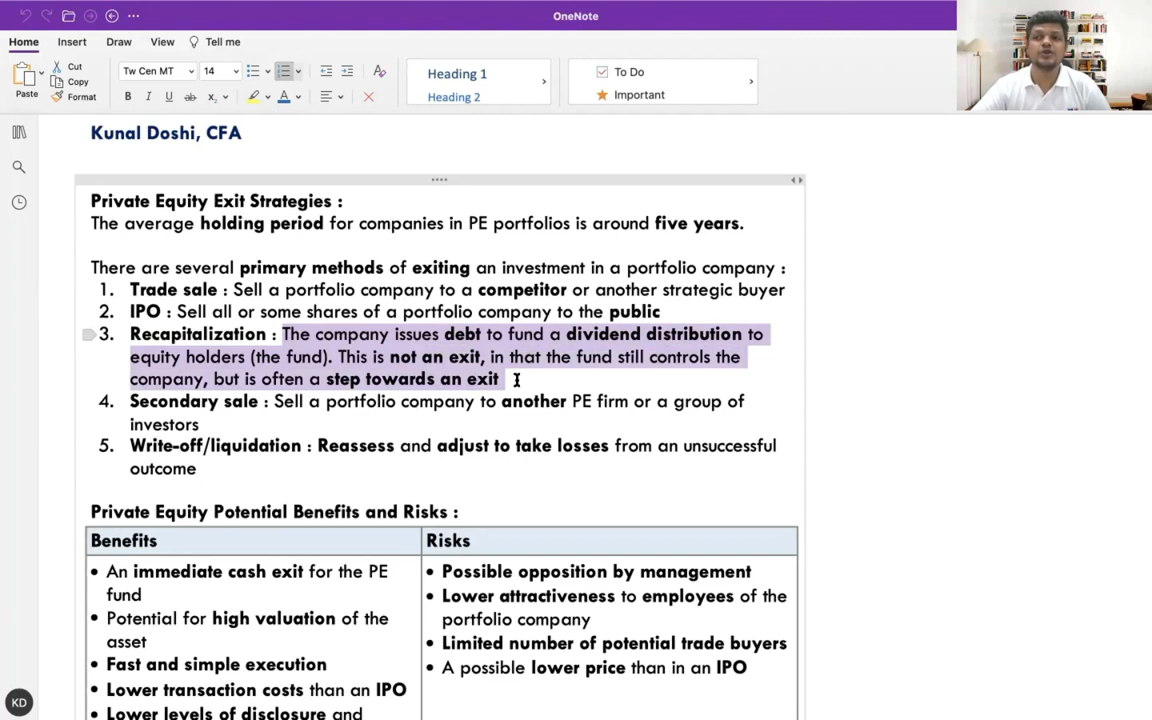 OneNote
Home Insert Draw View Tell me
Paste
Cut
Copy
Format
Tw Cen MT 14
B I U ab x₂ A
Heading 1
Heading 2
To Do
Important
Kunal Doshi, CFA
Private Equity Exit Strategies :
The average holding period for companies in PE portfolios is around five years.
There are several primary methods of exiting an investment in a portfolio company :
1. Trade sale : Sell a portfolio company to a competitor or another strategic buyer
2. IPO : Sell all or some shares of a portfolio company to the public
3. Recapitalization : The company issues debt to fund a dividend distribution to
equity holders (the fund). This is not an exit, in that the fund still controls the
company, but is often a step towards an exit
4. Secondary sale : Sell a portfolio company to another PE firm or a group of
investors
5. Write-off/liquidation : Reassess and adjust to take losses from an unsuccessful
outcome
Private Equity Potential Benefits and Risks :
Benefits
• An immediate cash exit for the PE
fund
• Potential for high valuation of the
asset
• Fast and simple execution
• Lower transaction costs than an IPO
• Lower levels of disclosure and
Risks
• Possible opposition by management
• Lower attractiveness to employees of the
portfolio company
• Limited number of potential trade buyers
• A possible lower price than in an IPO
KD